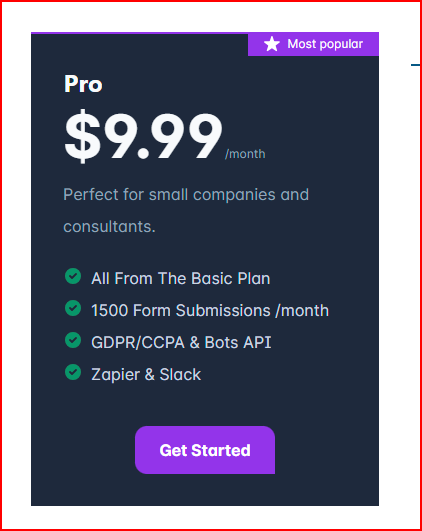 Most popular
Pro
$9.99 /month
Perfect for small companies and
consultants.
All From The Basic Plan
1500 Form Submissions /month
GDPR/CCPA & Bots API
Zapier & Slack
Get Started